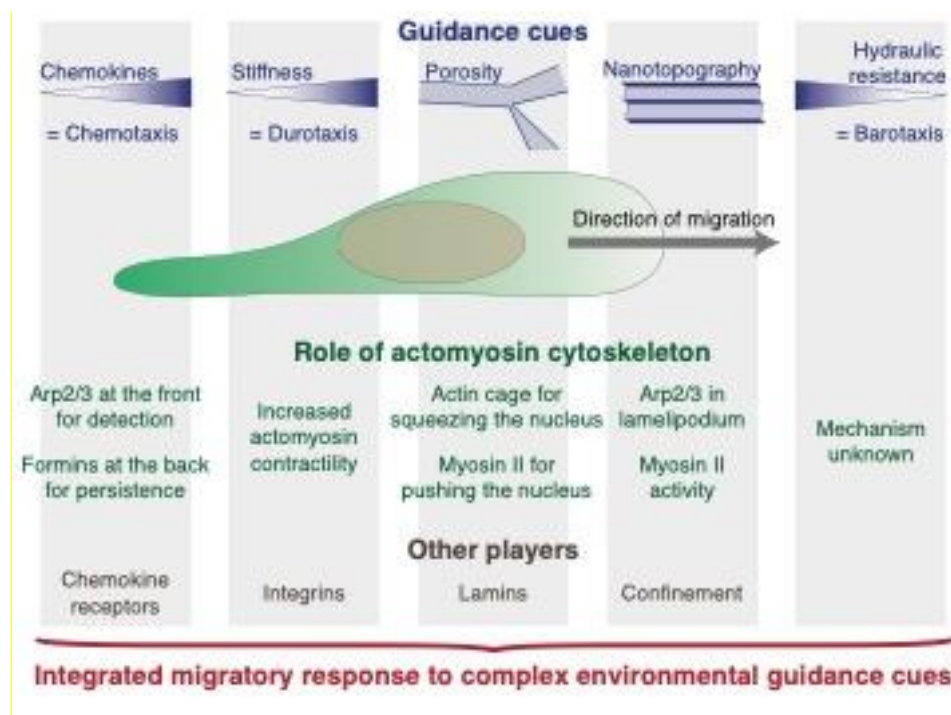 Guidance cues
Chemokines
= Chemotaxis
Stiffness
= Durotaxis
Porosity
Nanotopography
Hydraulic
resistance
= Barotaxis
Direction of migration
Role of actomyosin cytoskeleton
Arp2/3 at the front
for detection
Formins at the back
for persistence
Increased
actomyosin
contractility
Actin cage for
squeezing the nucleus
Myosin II for
pushing the nucleus
Arp2/3 in
lamelipodium
Myosin II
activity
Mechanism
unknown
Other players
Chemokine
receptors
Integrins
Lamins
Confinement
Integrated migratory response to complex environmental guidance cues